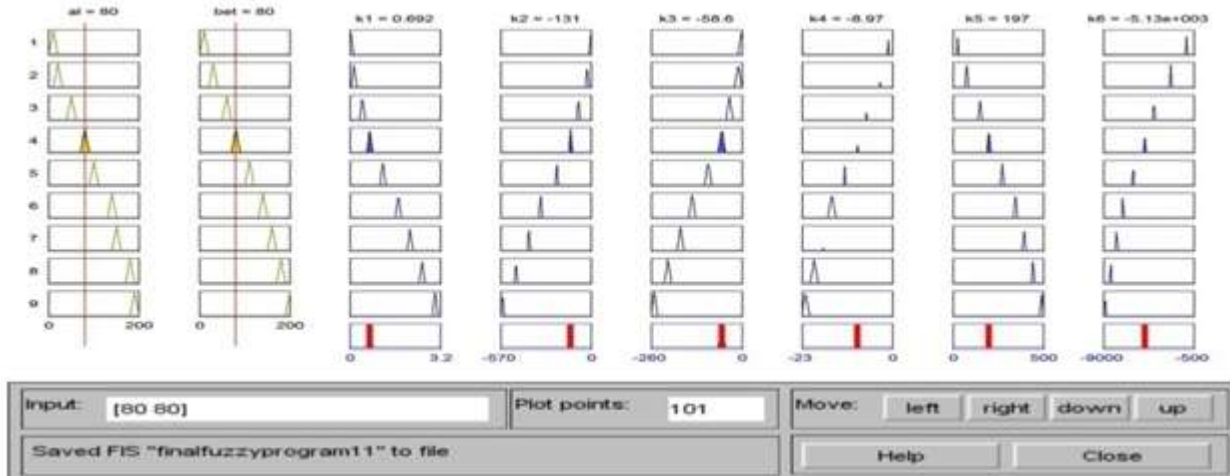 al = 80 bet = 80 k1 = 0.692 k2 = -131 k3 = -58.6 k4 = -8.97 k5 = 197 k6 = -5.13e+003
1
2
3
4
5
6
7
8
9
0 200 0 200
0 3.2 -570 0 -260 0 -23 0 0 500 -9000 -500
Input: [80 80] Plot points: 101 Move: left right down up
Saved FIS "finalfuzzyprogram11" to file Help Close